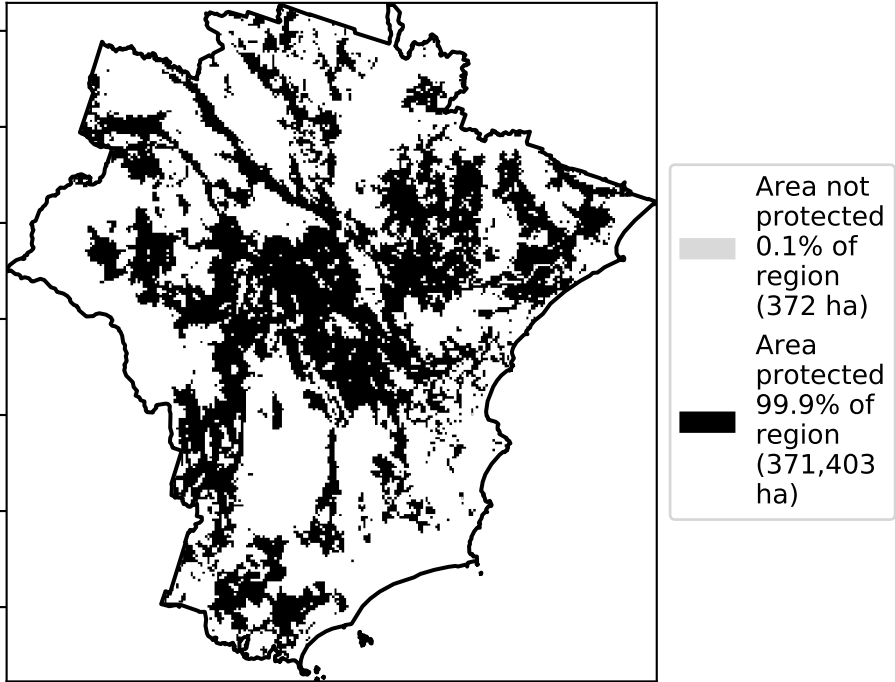 Area not
protected
0.1% of
region
(372 ha)
Area
protected
99.9% of
region
(371,403
ha)